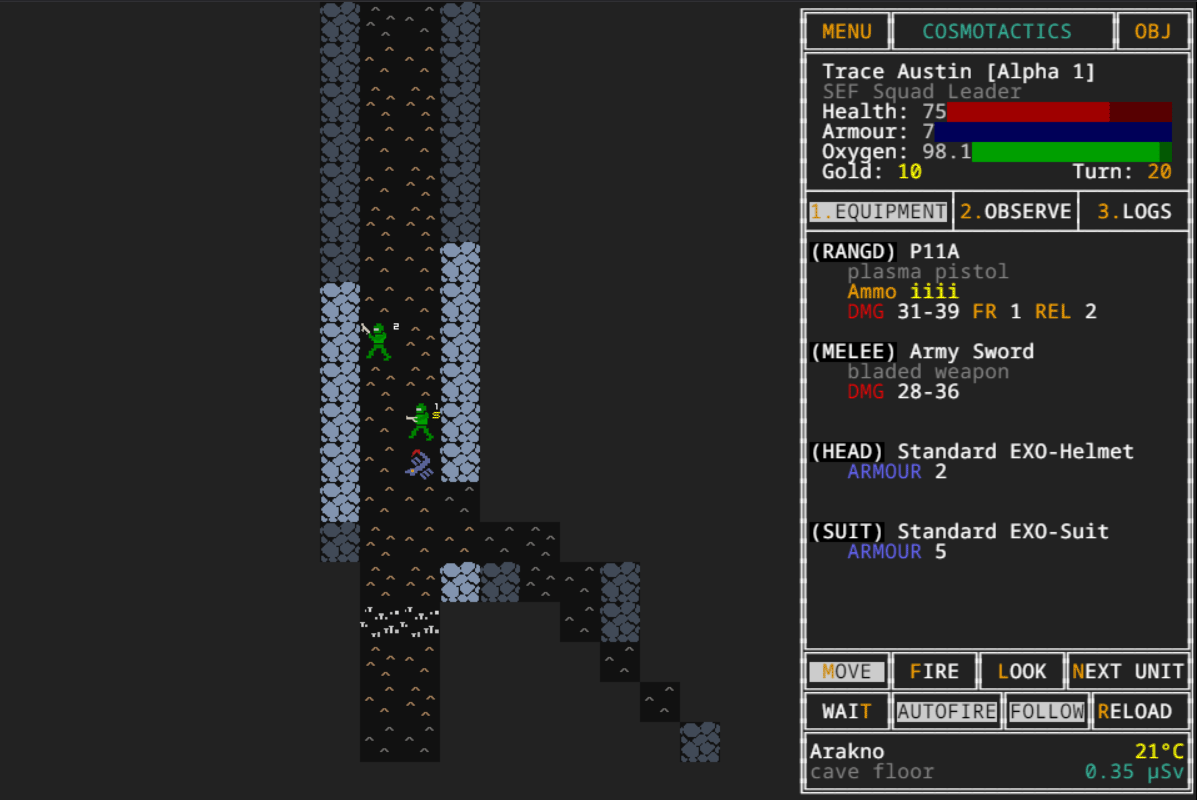 MENU COSMOTACTICS OBJ
Trace Austin [Alpha 1]
SEF Squad Leader
Health: 75
Armour: 7
Oxygen: 98.1
Gold: 10 Turn: 20
1.EQUIPMENT 2.OBSERVE 3.LOGS
(RANGD) P11A
plasma pistol
Ammo iiii
DMG 31-39 FR 1 REL 2
2
(MELEE) Army Sword
bladed weapon
DMG 28-36
1
S
(HEAD) Standard EXO-Helmet
ARMOUR 2
(SUIT) Standard EXO-Suit
ARMOUR 5
MOVE FIRE LOOK NEXT UNIT
WAIT AUTOFIRE FOLLOW RELOAD
Arakno 21°C
cave floor 0.35 µSv